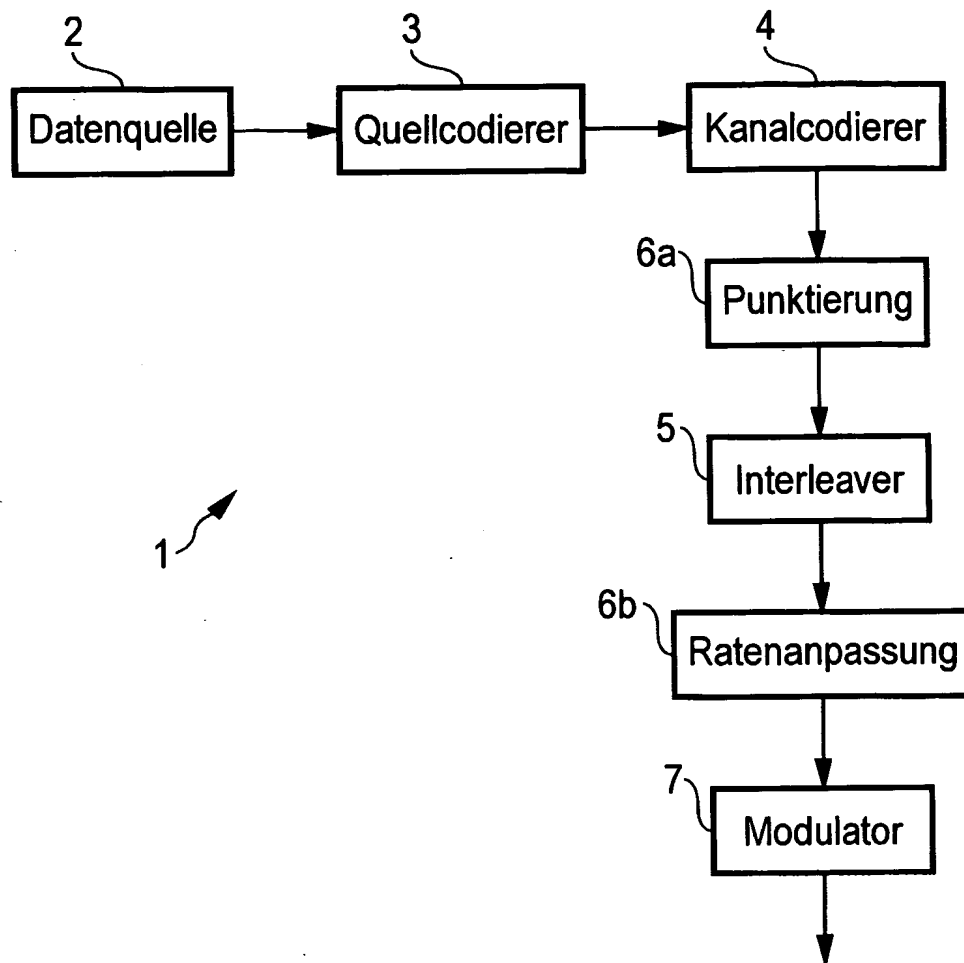 2
Datenquelle
3
Quellcodierer
4
Kanalcodierer
6a
Punktierung
5
Interleaver
1
6b
Ratenanpassung
7
Modulator